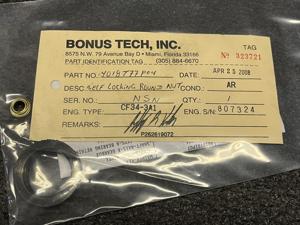 BONUS TECH, INC. TAG
8575 N.W. 79 Avenue Bay D • Miami, Florida 33166
PART IDENTIFICATION TAG (305) 884-6670 Nº 323721
PART NO. DATE: APR 25 2008
DESC. SELF LOCKING ROUND NUT COND: AR
SER. NO. NSN QTY: 1
ENG. TYPE: CF34-3A1 ENG. S/N: 807324
REMARKS:
P262619072